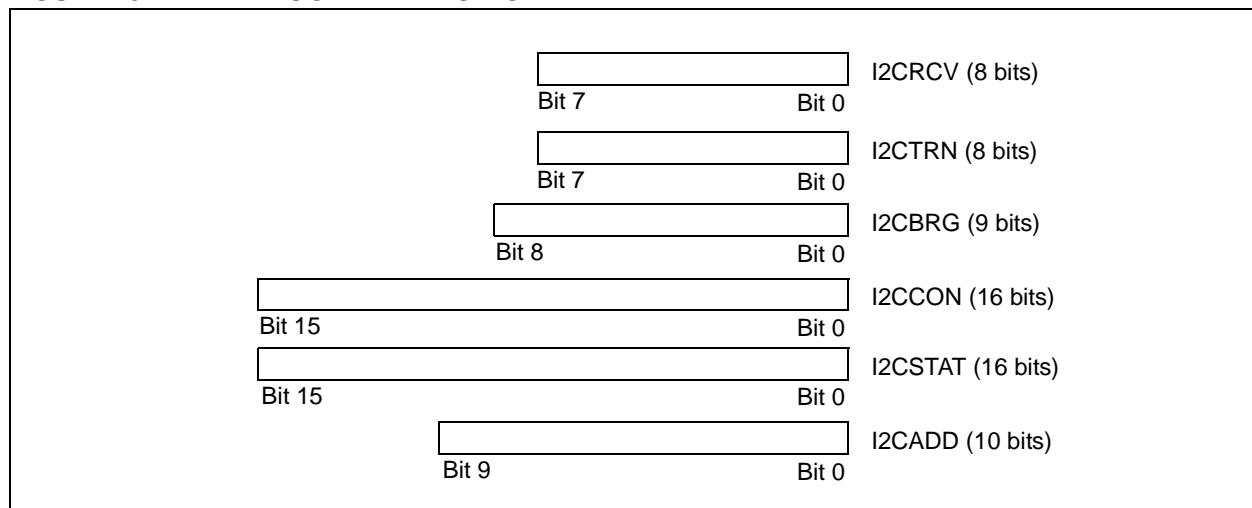 I2CRCV (8 bits)
Bit 7 Bit 0
I2CTRN (8 bits)
Bit 7 Bit 0
I2CBRG (9 bits)
Bit 8 Bit 0
I2CCON (16 bits)
Bit 15 Bit 0
I2CSTAT (16 bits)
Bit 15 Bit 0
I2CADD (10 bits)
Bit 9 Bit 0